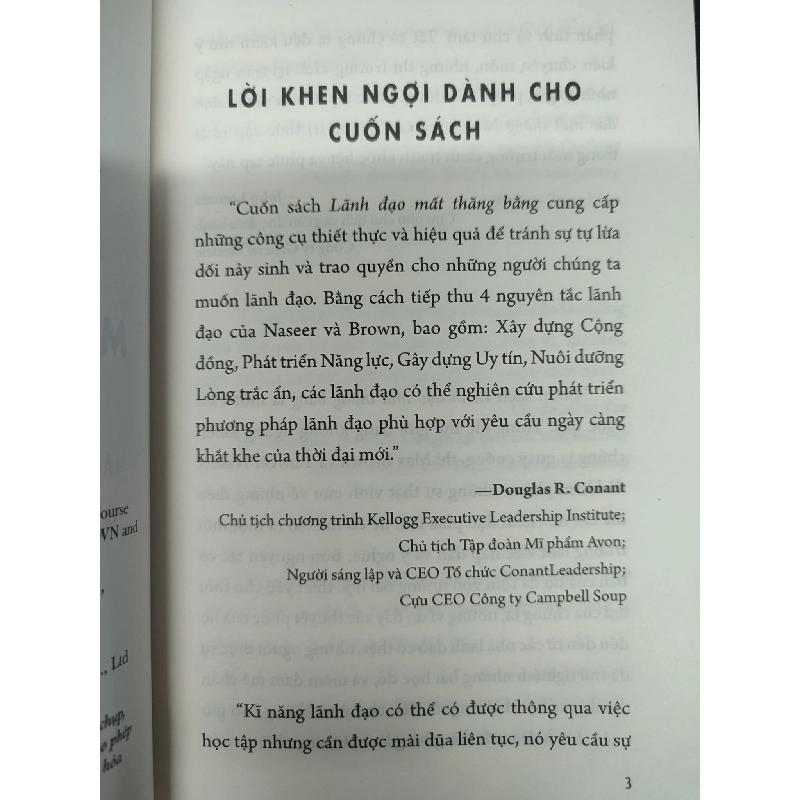 LỜI KHEN NGỢI DÀNH CHO
CUỐN SÁCH
“Cuốn sách Lãnh đạo mất thăng bằng cung cấp
những công cụ thiết thực và hiệu quả để tránh sự tự lừa
dối nảy sinh và trao quyền cho những người chúng ta
muốn lãnh đạo. Bằng cách tiếp thu 4 nguyên tắc lãnh
đạo của Naseer và Brown, bao gồm: Xây dựng Cộng
đồng, Phát triển Năng lực, Gây dựng Uy tín, Nuôi dưỡng
Lòng trắc ẩn, các lãnh đạo có thể nghiên cứu phát triển
phương pháp lãnh đạo phù hợp với yêu cầu ngày càng
khắt khe của thời đại mới.”
—Douglas R. Conant
Chủ tịch chương trình Kellogg Executive Leadership Institute;
Chủ tịch Tập đoàn Mĩ phẩm Avon;
Người sáng lập và CEO Tổ chức ConantLeadership;
Cựu CEO Công ty Campbell Soup
“Kĩ năng lãnh đạo có thể có được thông qua việc
học tập nhưng cần được mài dũa liên tục, nó yêu cầu sự
3
ourse
VN and
., Ltd
chụp,
o phép
hóa